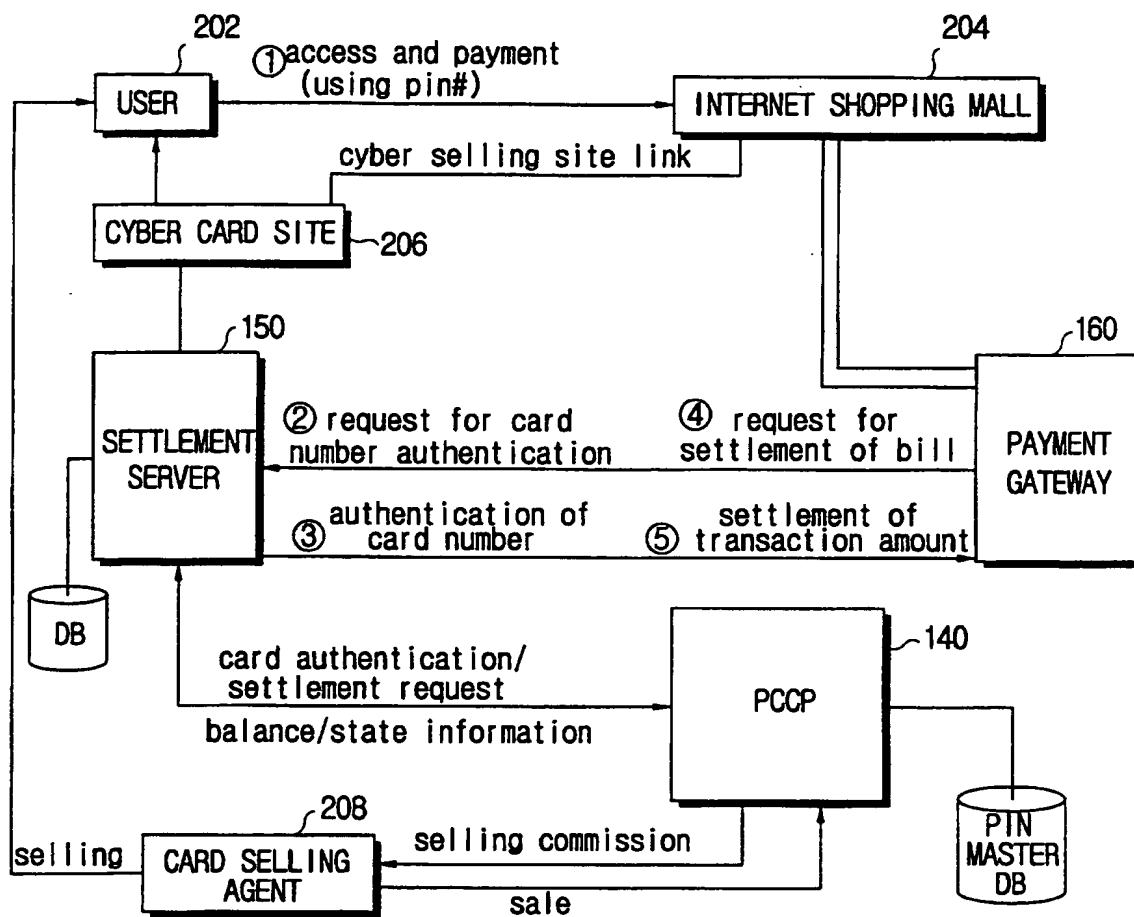 202
204
① access and payment
(using pin#)
USER
INTERNET SHOPPING MALL
cyber selling site link
CYBER CARD SITE
206
150
160
SETTLEMENT
SERVER
② request for card
number authentication
④ request for
settlement of bill
PAYMENT
GATEWAY
③ authentication of
card number
⑤ settlement of
transaction amount
DB
140
card authentication/
settlement request
PCCP
balance/state information
208
selling
CARD SELLING
AGENT
selling commission
sale
PIN
MASTER
DB